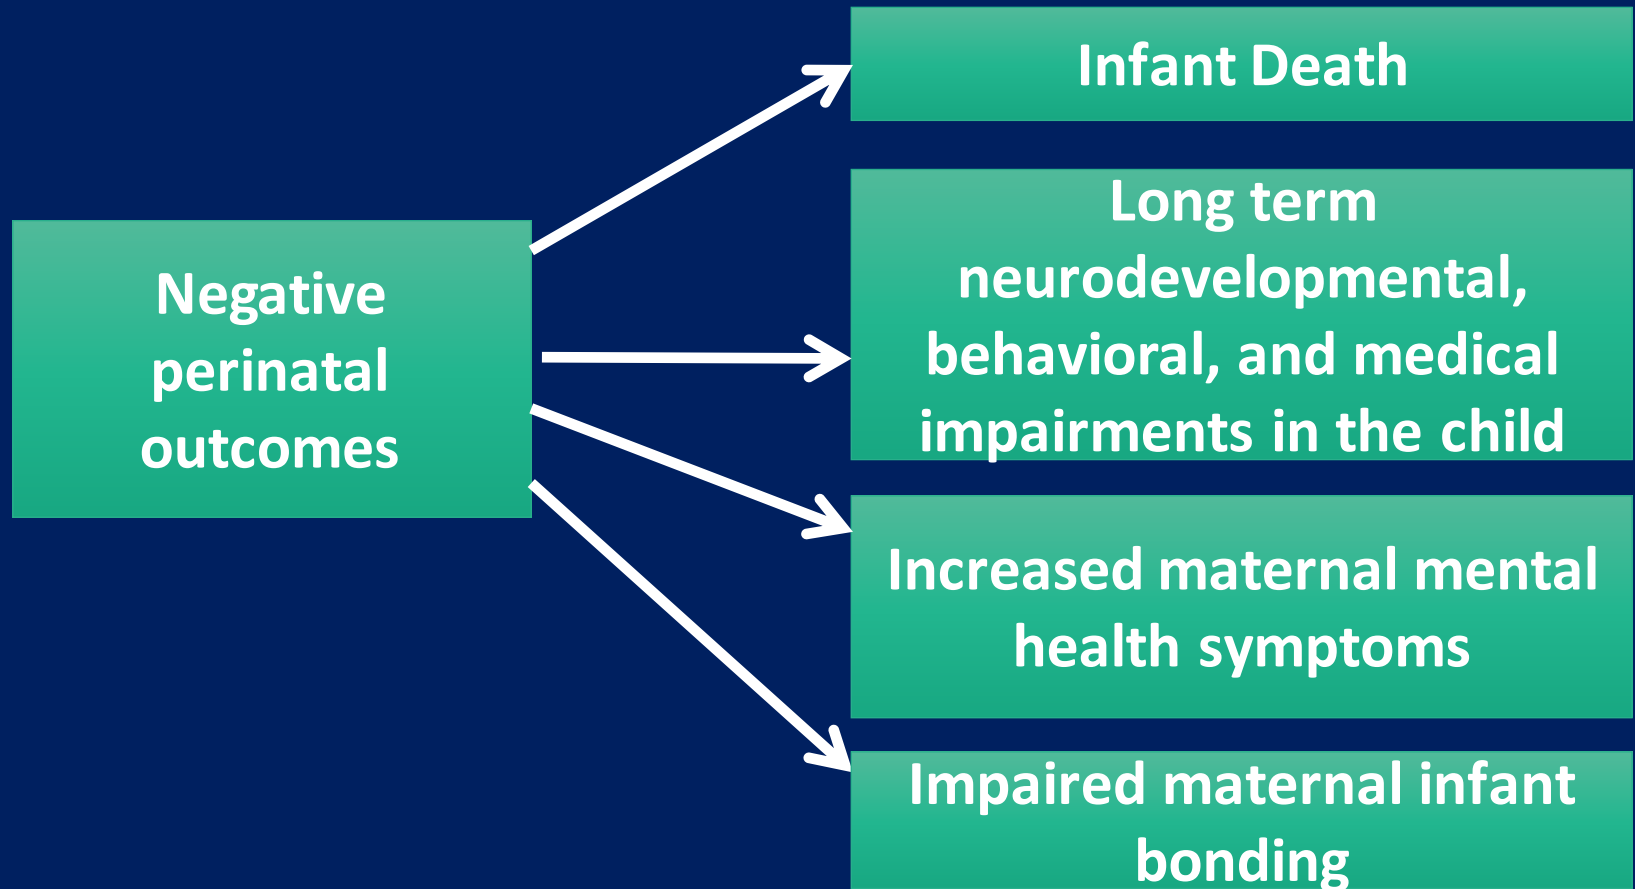 Negative
perinatal
outcomes
Infant Death
Long term
neurodevelopmental,
behavioral, and medical
impairments in the child
Increased maternal mental
health symptoms
Impaired maternal infant
bonding